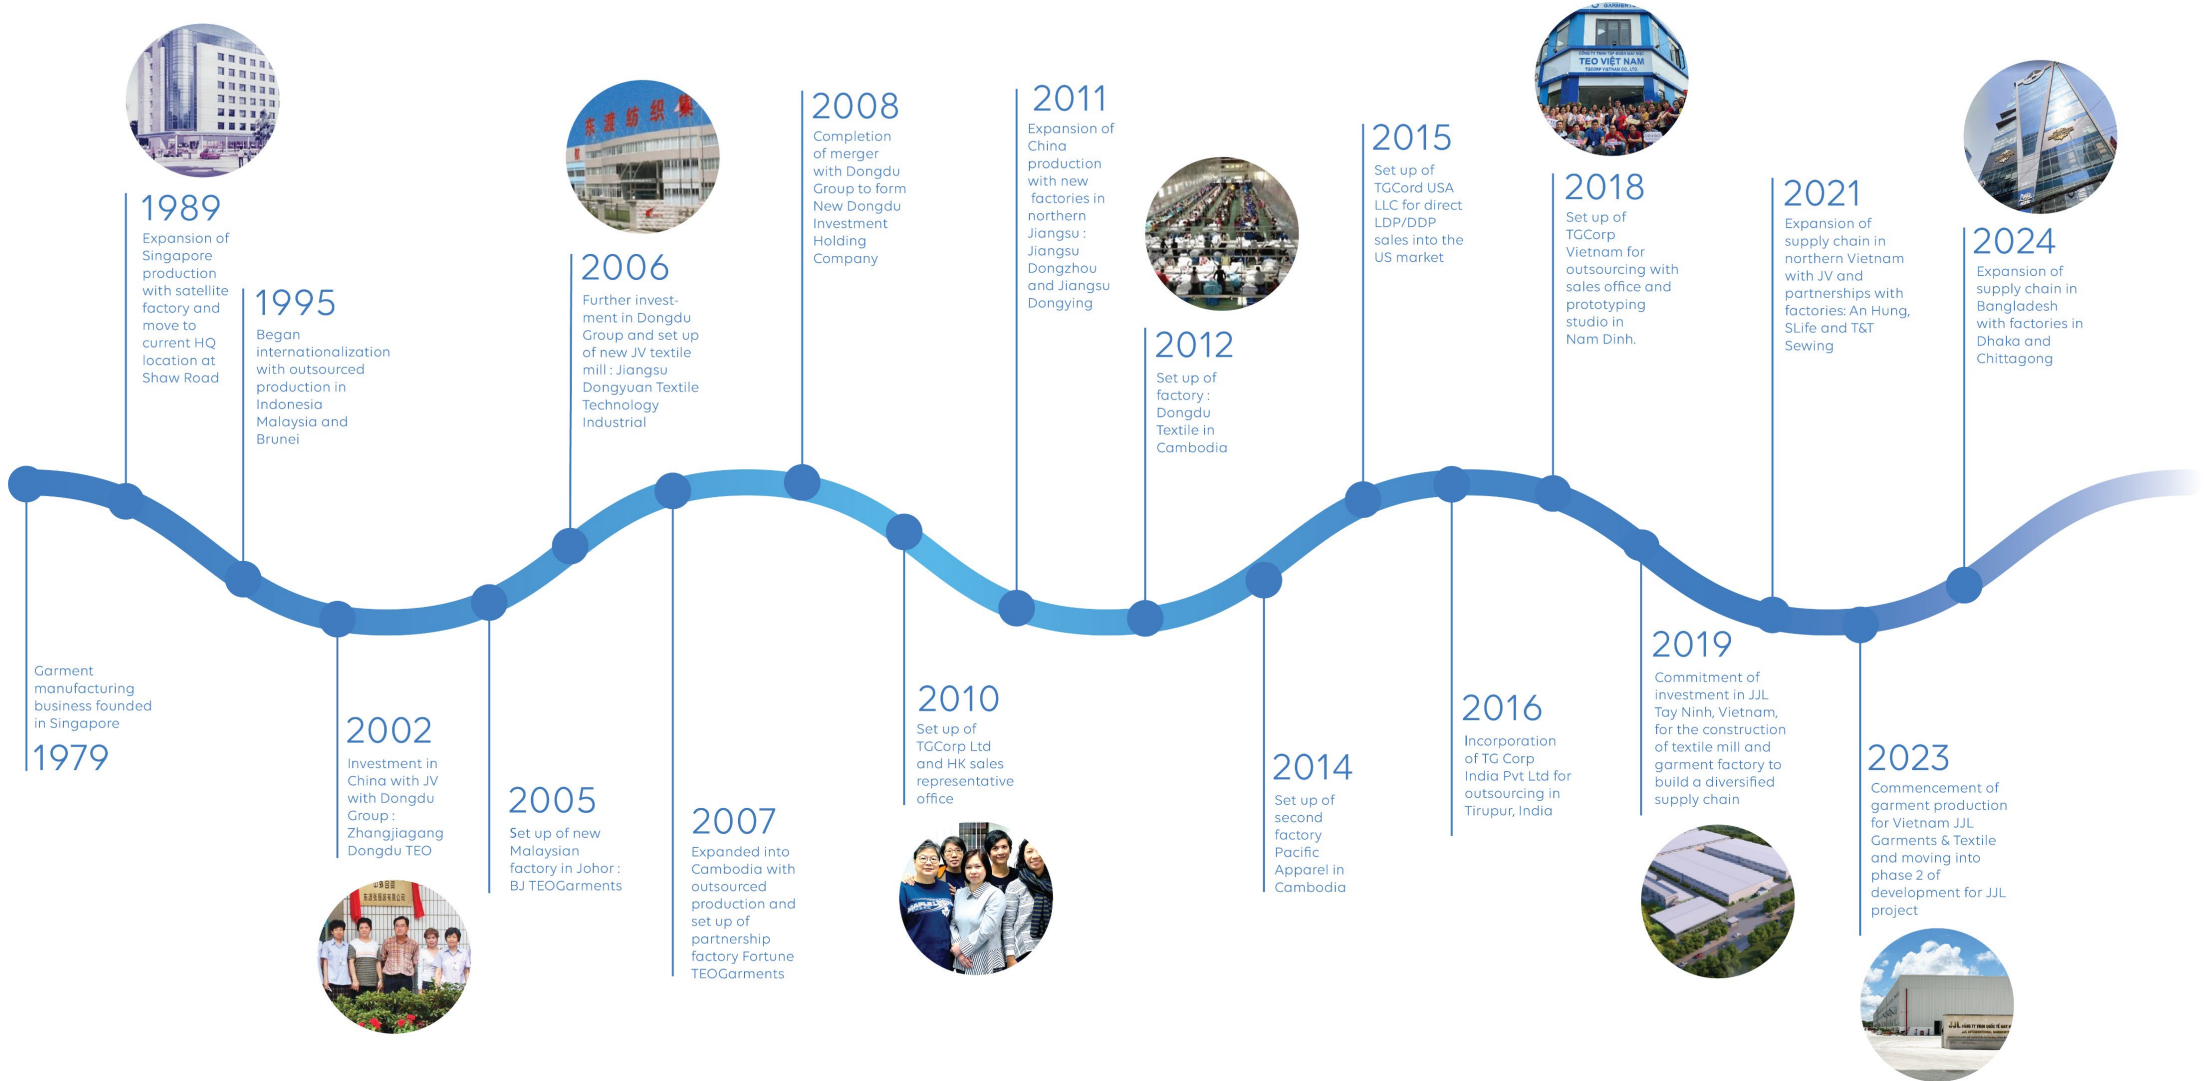 1979
Garment
manufacturing
business founded
in Singapore
1989
Expansion of
Singapore
production
with satellite
factory and
move to
current HQ
location at
Shaw Road
1995
Began
internationalization
with outsourced
production in
Indonesia
Malaysia and
Brunei
2002
Investment in
China with JV
with Dongdu
Group :
Zhangjiagang
Dongdu TEO
2005
Set up of new
Malaysian
factory in Johor :
BJ TEOGarments
东渡纺织集
2006
Further invest-
ment in Dongdu
Group and set up
of new JV textile
mill : Jiangsu
Dongyuan Textile
Technology
Industrial
2007
Expanded into
Cambodia with
outsourced
production and
set up of
partnership
factory Fortune
TEOGarments
2008
Completion
of merger
with Dongdu
Group to form
New Dongdu
Investment
Holding
Company
2010
Set up of
TGCorp Ltd
and HK sales
representative
office
2011
Expansion of
China
production
with new
factories in
northern
Jiangsu :
Jiangsu
Dongzhou
and Jiangsu
Dongying
2012
Set up of
factory :
Dongdu
Textile in
Cambodia
2014
Set up of
second
factory
Pacific
Apparel in
Cambodia
2015
Set up of
TGCord USA
LLC for direct
LDP/DDP
sales into the
US market
2016
Incorporation
of TG Corp
India Pvt Ltd for
outsourcing in
Tirupur, India
TEO VIỆT NAM
TGCORP VIETNAM CO., LTD.
2018
Set up of
TGCorp
Vietnam for
outsourcing with
sales office and
prototyping
studio in
Nam Dinh.
2019
Commitment of
investment in JJL
Tay Ninh, Vietnam,
for the construction
of textile mill and
garment factory to
build a diversified
supply chain
2021
Expansion of
supply chain in
northern Vietnam
with JV and
partnerships with
factories: An Hung,
SLife and T&T
Sewing
2023
Commencement of
garment production
for Vietnam JJL
Garments & Textile
and moving into
phase 2 of
development for JJL
project
JJL
2024
Expansion of
supply chain in
Bangladesh
with factories in
Dhaka and
Chittagong